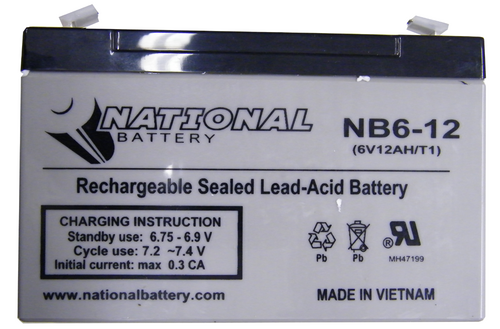 NATIONAL
BATTERY
NB6-12
(6V12AH/T1)
Rechargeable Sealed Lead-Acid Battery
CHARGING INSTRUCTION
Standby use: 6.75 - 6.9 V
Cycle use: 7.2 ~7.4 V
Initial current: max 0.3 CA
Pb Pb
RU
MH47199
www.nationalbattery.com
MADE IN VIETNAM